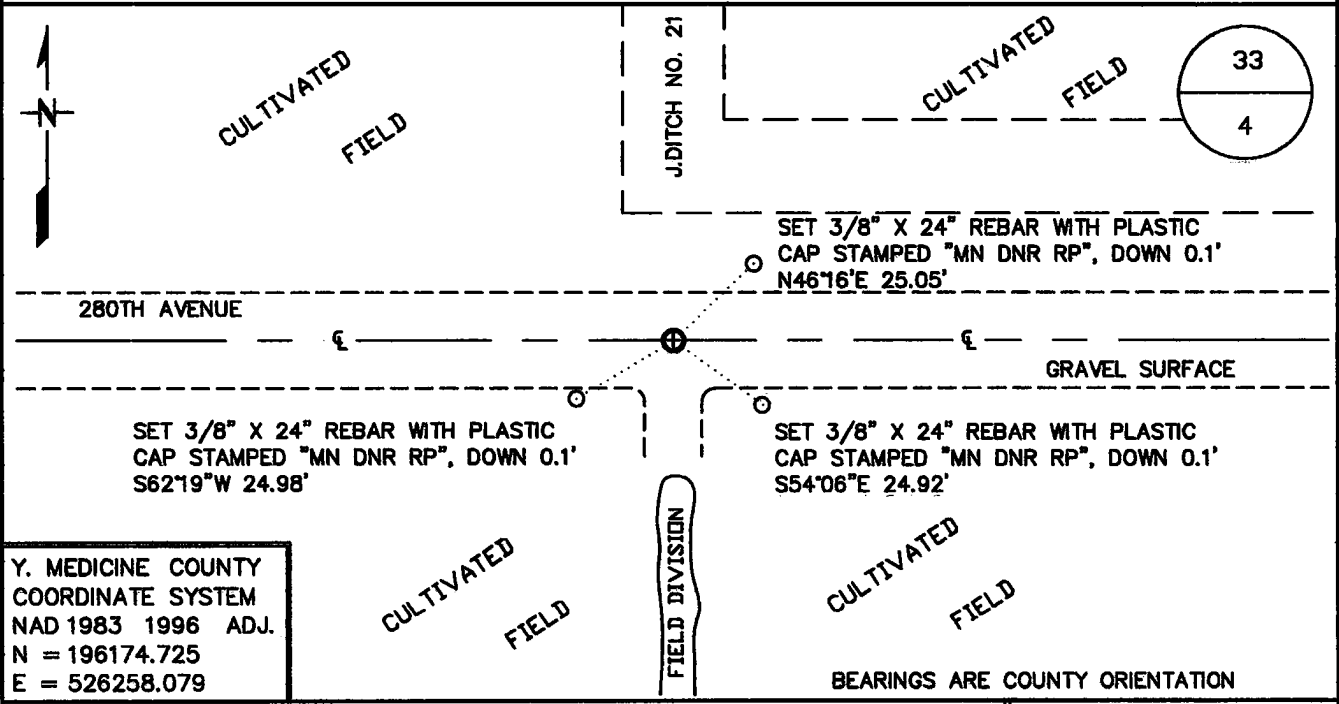 N
CULTIVATED
FIELD
J.DITCH NO. 21
CULTIVATED
FIELD
33
4
SET 3/8" X 24" REBAR WITH PLASTIC
CAP STAMPED "MN DNR RP", DOWN 0.1'
N46°16'E 25.05'
280TH AVENUE
℄
℄
GRAVEL SURFACE
SET 3/8" X 24" REBAR WITH PLASTIC
CAP STAMPED "MN DNR RP", DOWN 0.1'
S62°19"W 24.98'
SET 3/8" X 24" REBAR WITH PLASTIC
CAP STAMPED "MN DNR RP", DOWN 0.1'
S54°06"E 24.92'
FIELD DIVISION
CULTIVATED
FIELD
CULTIVATED
FIELD
Y. MEDICINE COUNTY
COORDINATE SYSTEM
NAD 1983 1996 ADJ.
N = 196174.725
E = 526258.079
BEARINGS ARE COUNTY ORIENTATION